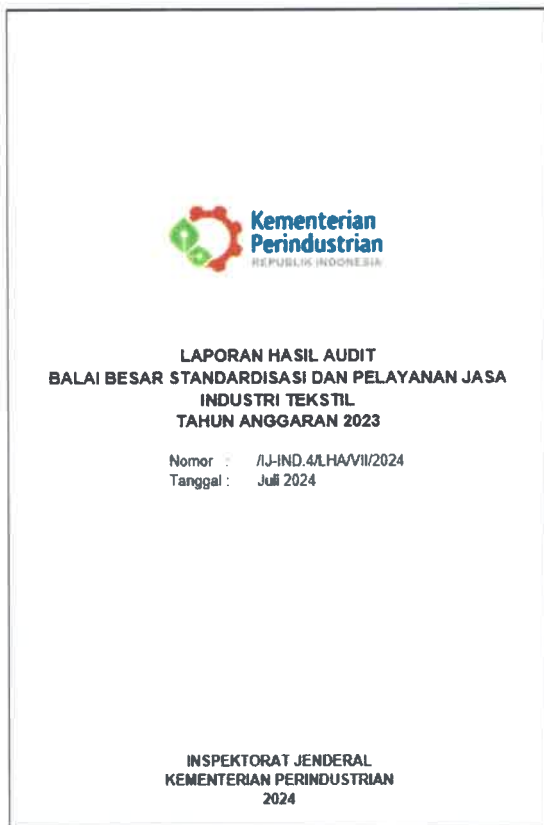 Kementerian
Perindustrian
REPUBLIK INDONESIA
LAPORAN HASIL AUDIT
BALAI BESAR STANDARDISASI DAN PELAYANAN JASA
INDUSTRI TEKSTIL
TAHUN ANGGARAN 2023
Nomor : /IJ-IND.4/LHA/VII/2024
Tanggal : Juli 2024
INSPEKTORAT JENDERAL
KEMENTERIAN PERINDUSTRIAN
2024